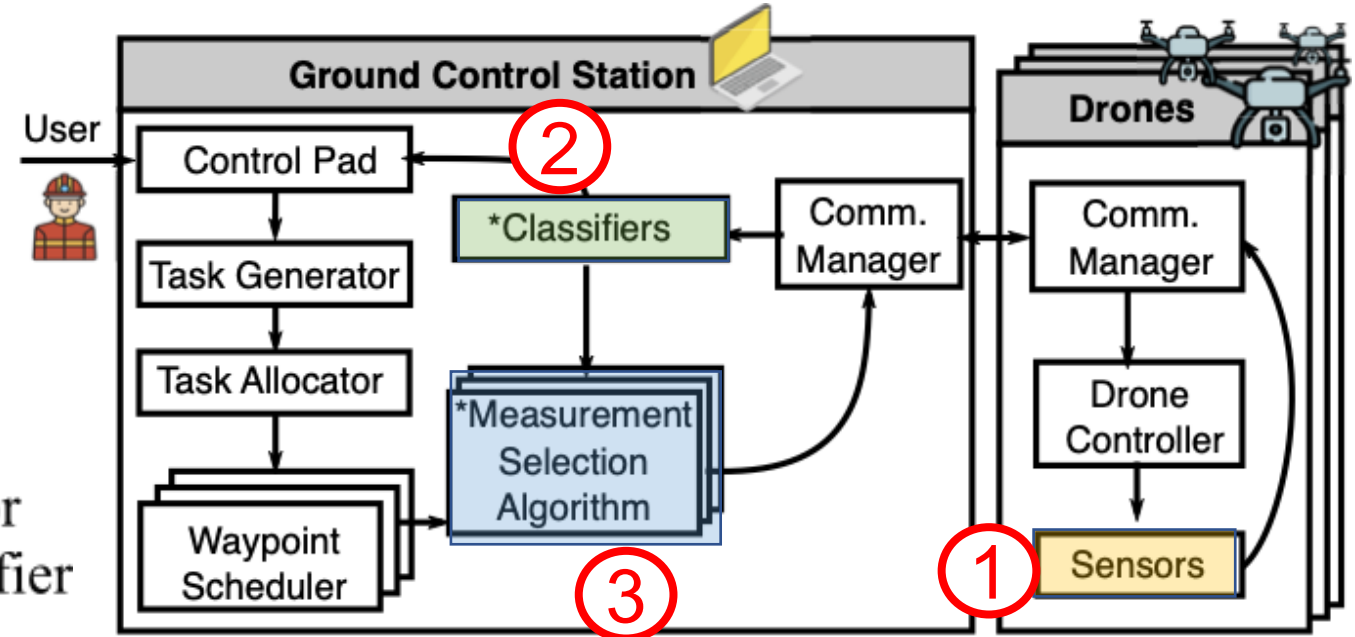 Ground Control Station
Drones
User
Control Pad
2
*Classifiers
Comm.
Manager
Comm.
Manager
Task Generator
Task Allocator
*Measurement
Selection
Algorithm
Drone
Controller
Waypoint
Scheduler
3
1
Sensors